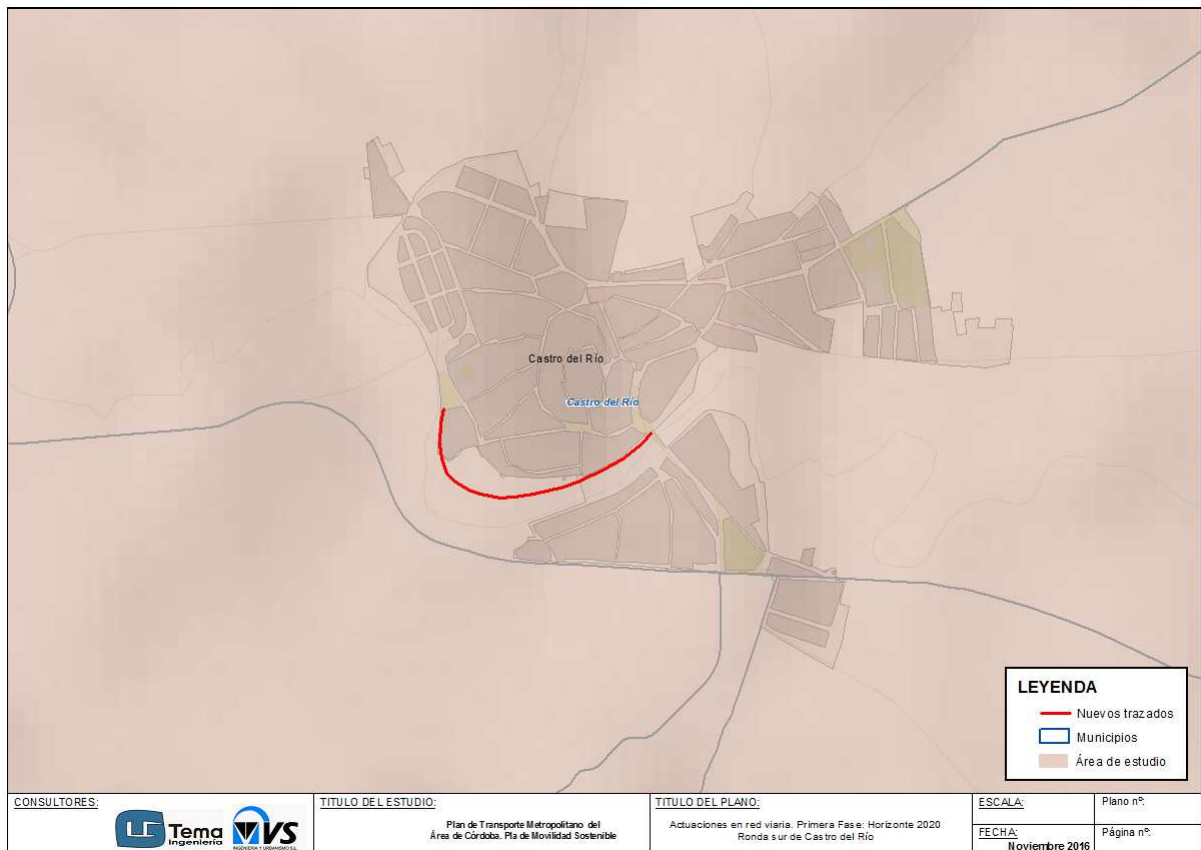 Castro del Río
Castro del Río
LEYENDA
Nuevos trazados
Municipios
Área de estudio
CONSULTORES:
Tema
Ingeniería
VS
INGENIERIA Y URBANISMO S.L.
TITULO DEL ESTUDIO:
Plan de Transporte Metropolitano del
Área de Córdoba. Pla de Movilidad Sostenible
TITULO DEL PLANO:
Actuaciones en red viaria. Primera Fase: Horizonte 2020
Ronda sur de Castro del Río
ESCALA:
Plano nº:
FECHA:
Noviembre 2016
Página nº: